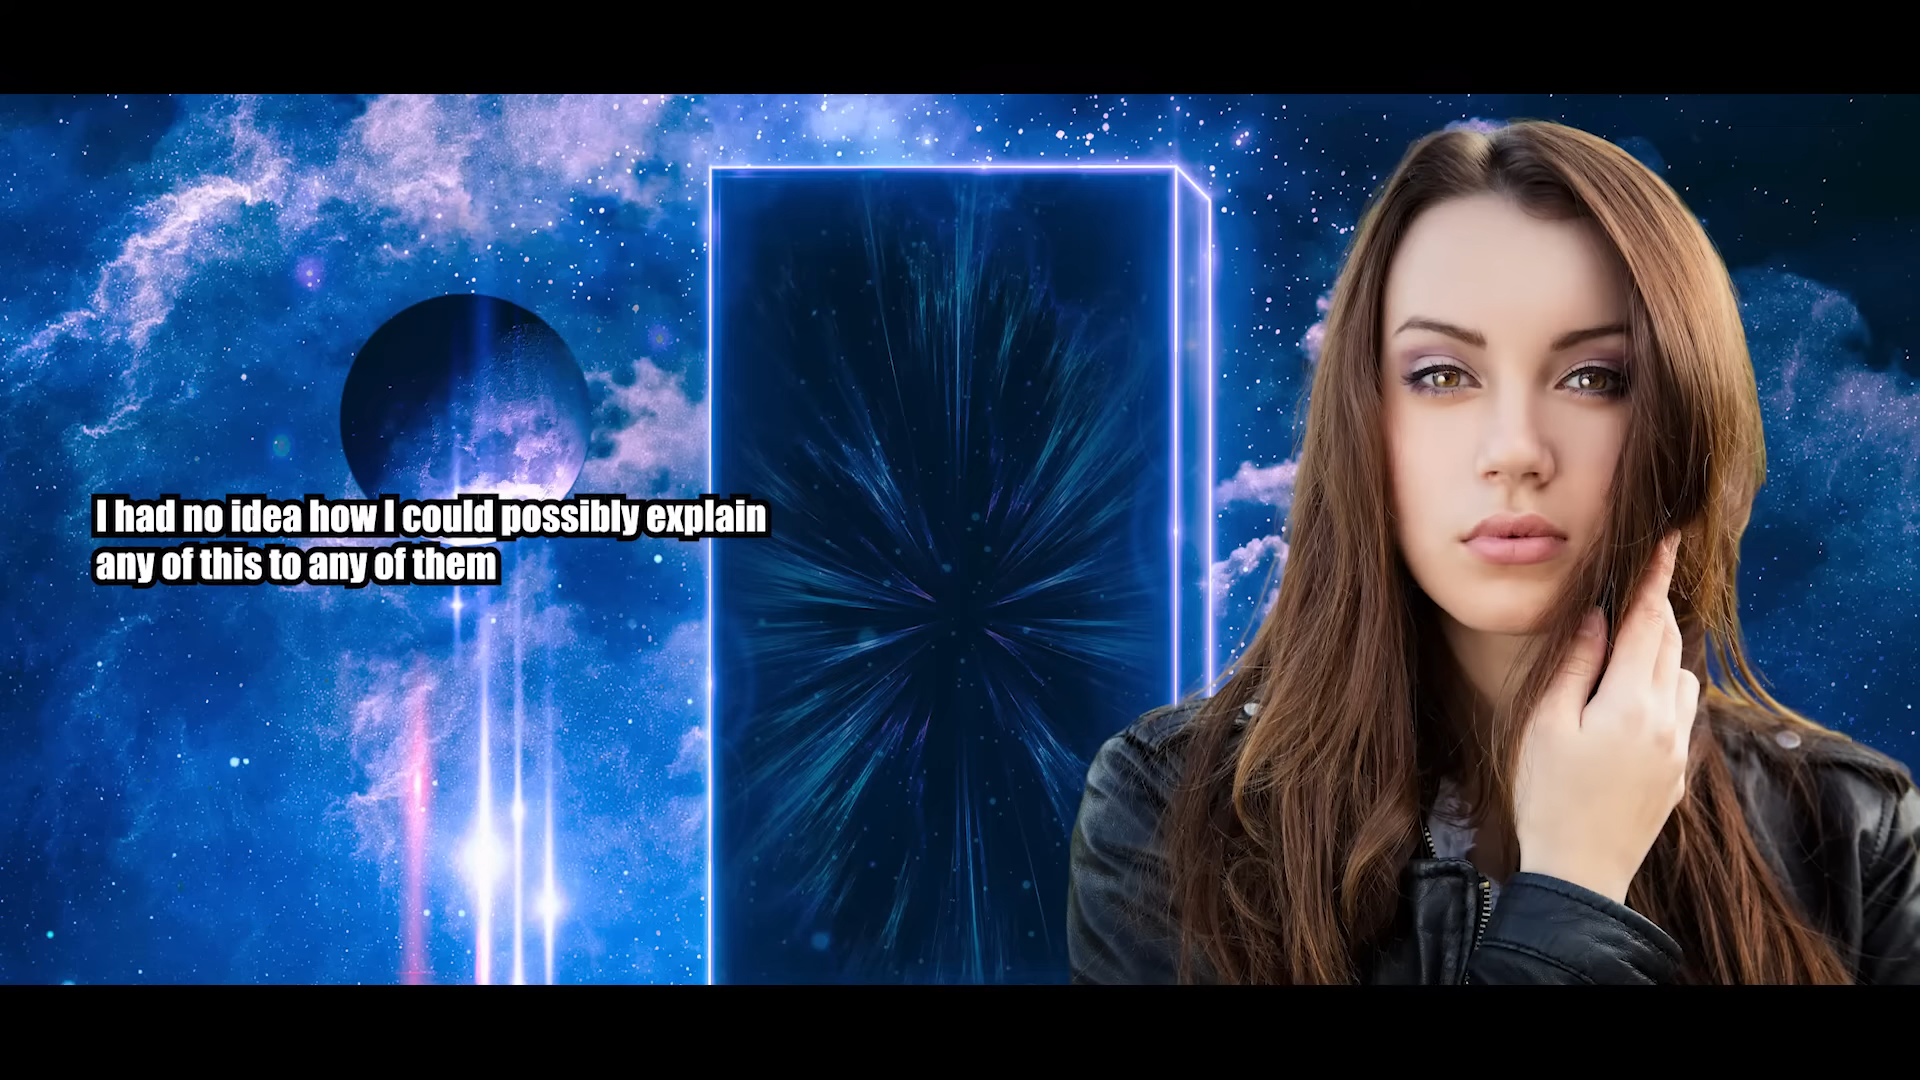 I had no idea how I could possibly explain
any of this to any of them